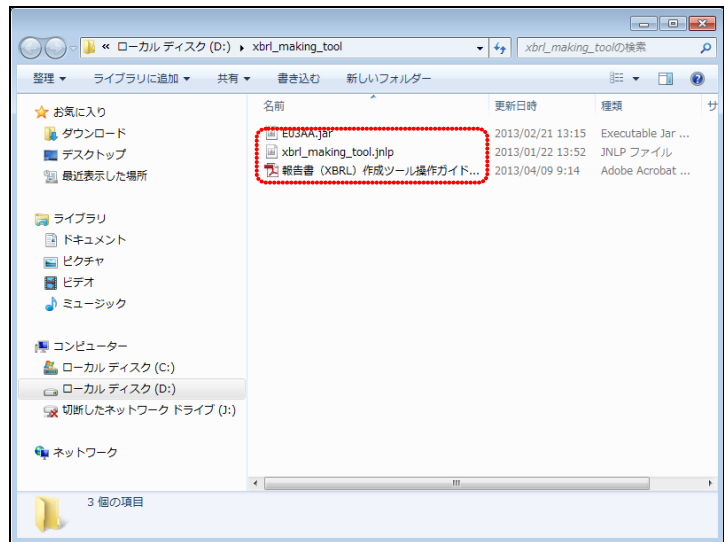 « ローカル ディスク (D:) ▸ xbrl_making_tool
xbrl_making_toolの検索
整理 ライブラリに追加 共有 書き込む 新しいフォルダー
お気に入り
ダウンロード
デスクトップ
最近表示した場所
ライブラリ
ドキュメント
ピクチャ
ビデオ
ミュージック
コンピューター
ローカル ディスク (C:)
ローカル ディスク (D:)
切断したネットワーク ドライブ (J:)
ネットワーク
名前 更新日時 種類 サ
E03AA.jar 2013/02/21 13:15 Executable Jar ...
xbrl_making_tool.jnlp 2013/01/22 13:52 JNLP ファイル
報告書（XBRL）作成ツール操作ガイド... 2013/04/09 9:14 Adobe Acrobat ...
3 個の項目